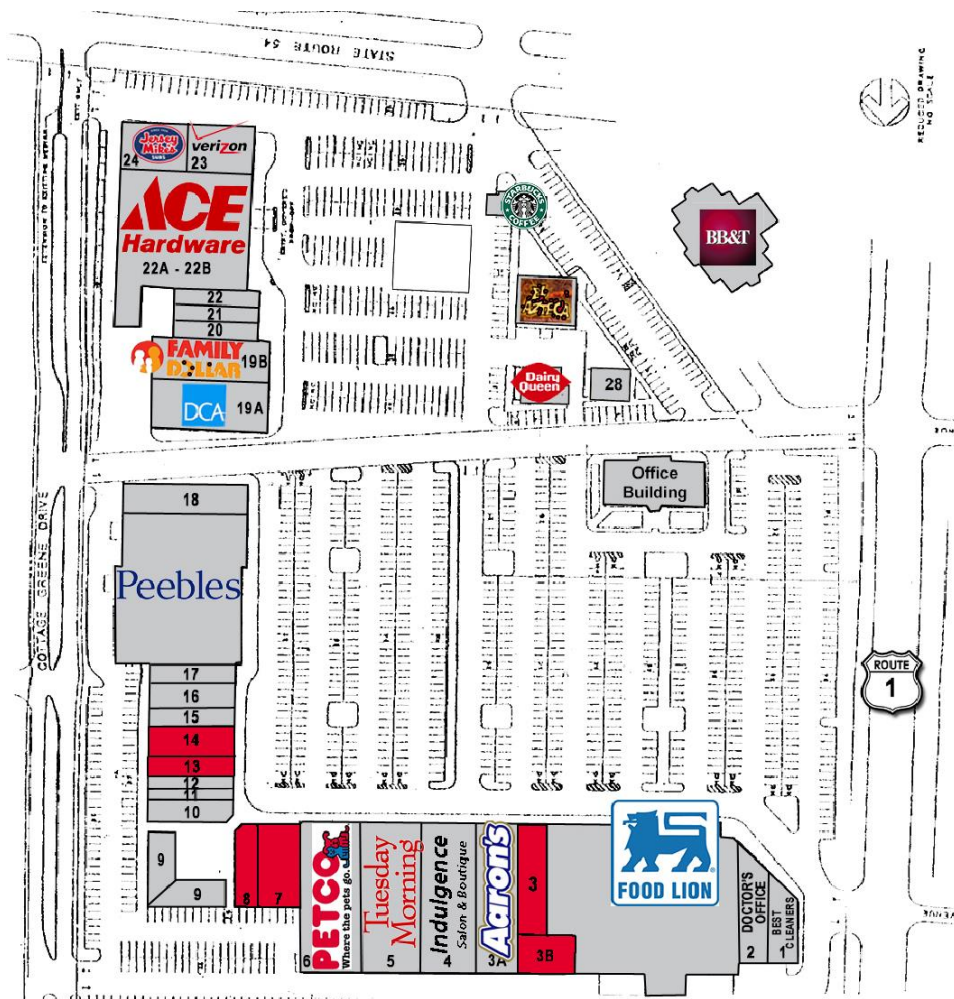 STATE ROUTE 54
REDUCED DRAWING
NO SCALE
Jersey
Mike's
SUBS
24
verizon
23
ACE
Hardware
22A - 22B
STARBUCKS
COFFEE
BB&T
22
21
20
EL
AZTECA
FAMILY
DOLLAR
19B
Dairy
Queen
28
DCA
19A
Office
Building
18
COTTAGE GREENE DRIVE
Peebles
ROUTE
1
17
16
15
14
13
12
11
10
9
9
8
7
PETCO
Where the pets go.
6
Tuesday
Morning
5
Indulgence
Salon & Boutique
4
Aaron's
3A
3
3B
FOOD LION
DOCTOR'S
OFFICE
2
BEST
CLEANERS
1